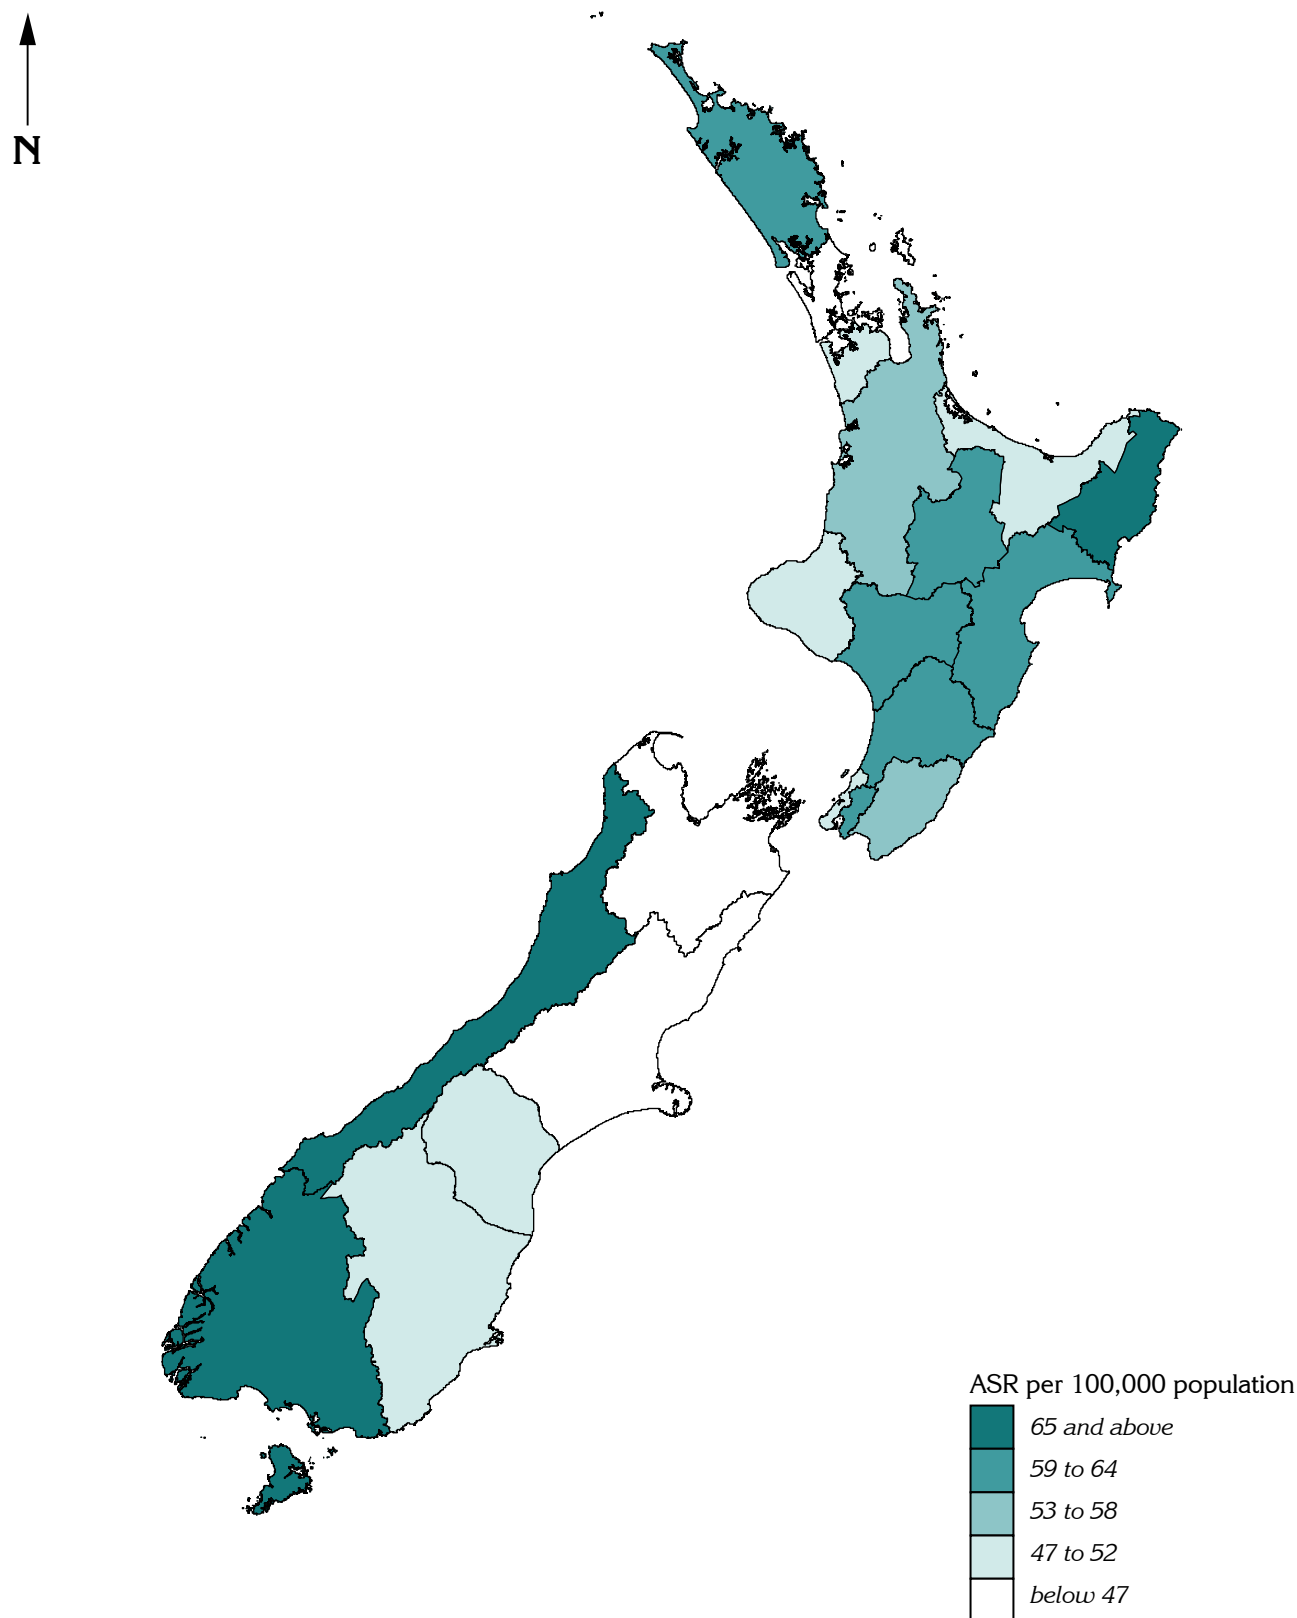 N
ASR per 100,000 population
65 and above
59 to 64
53 to 58
47 to 52
below 47